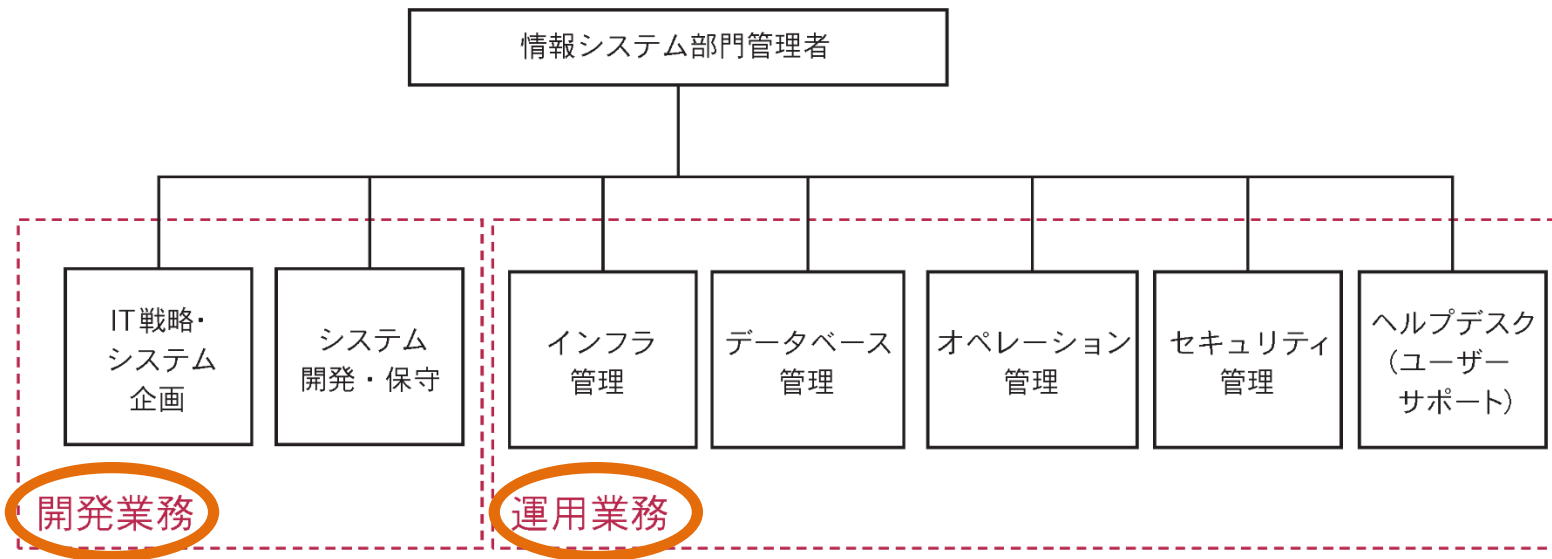 情報システム部門管理者
IT戦略・
システム
企画
システム
開発・保守
インフラ
管理
データベース
管理
オペレーション
管理
セキュリティ
管理
ヘルプデスク
（ユーザー
サポート）
開発業務
運用業務